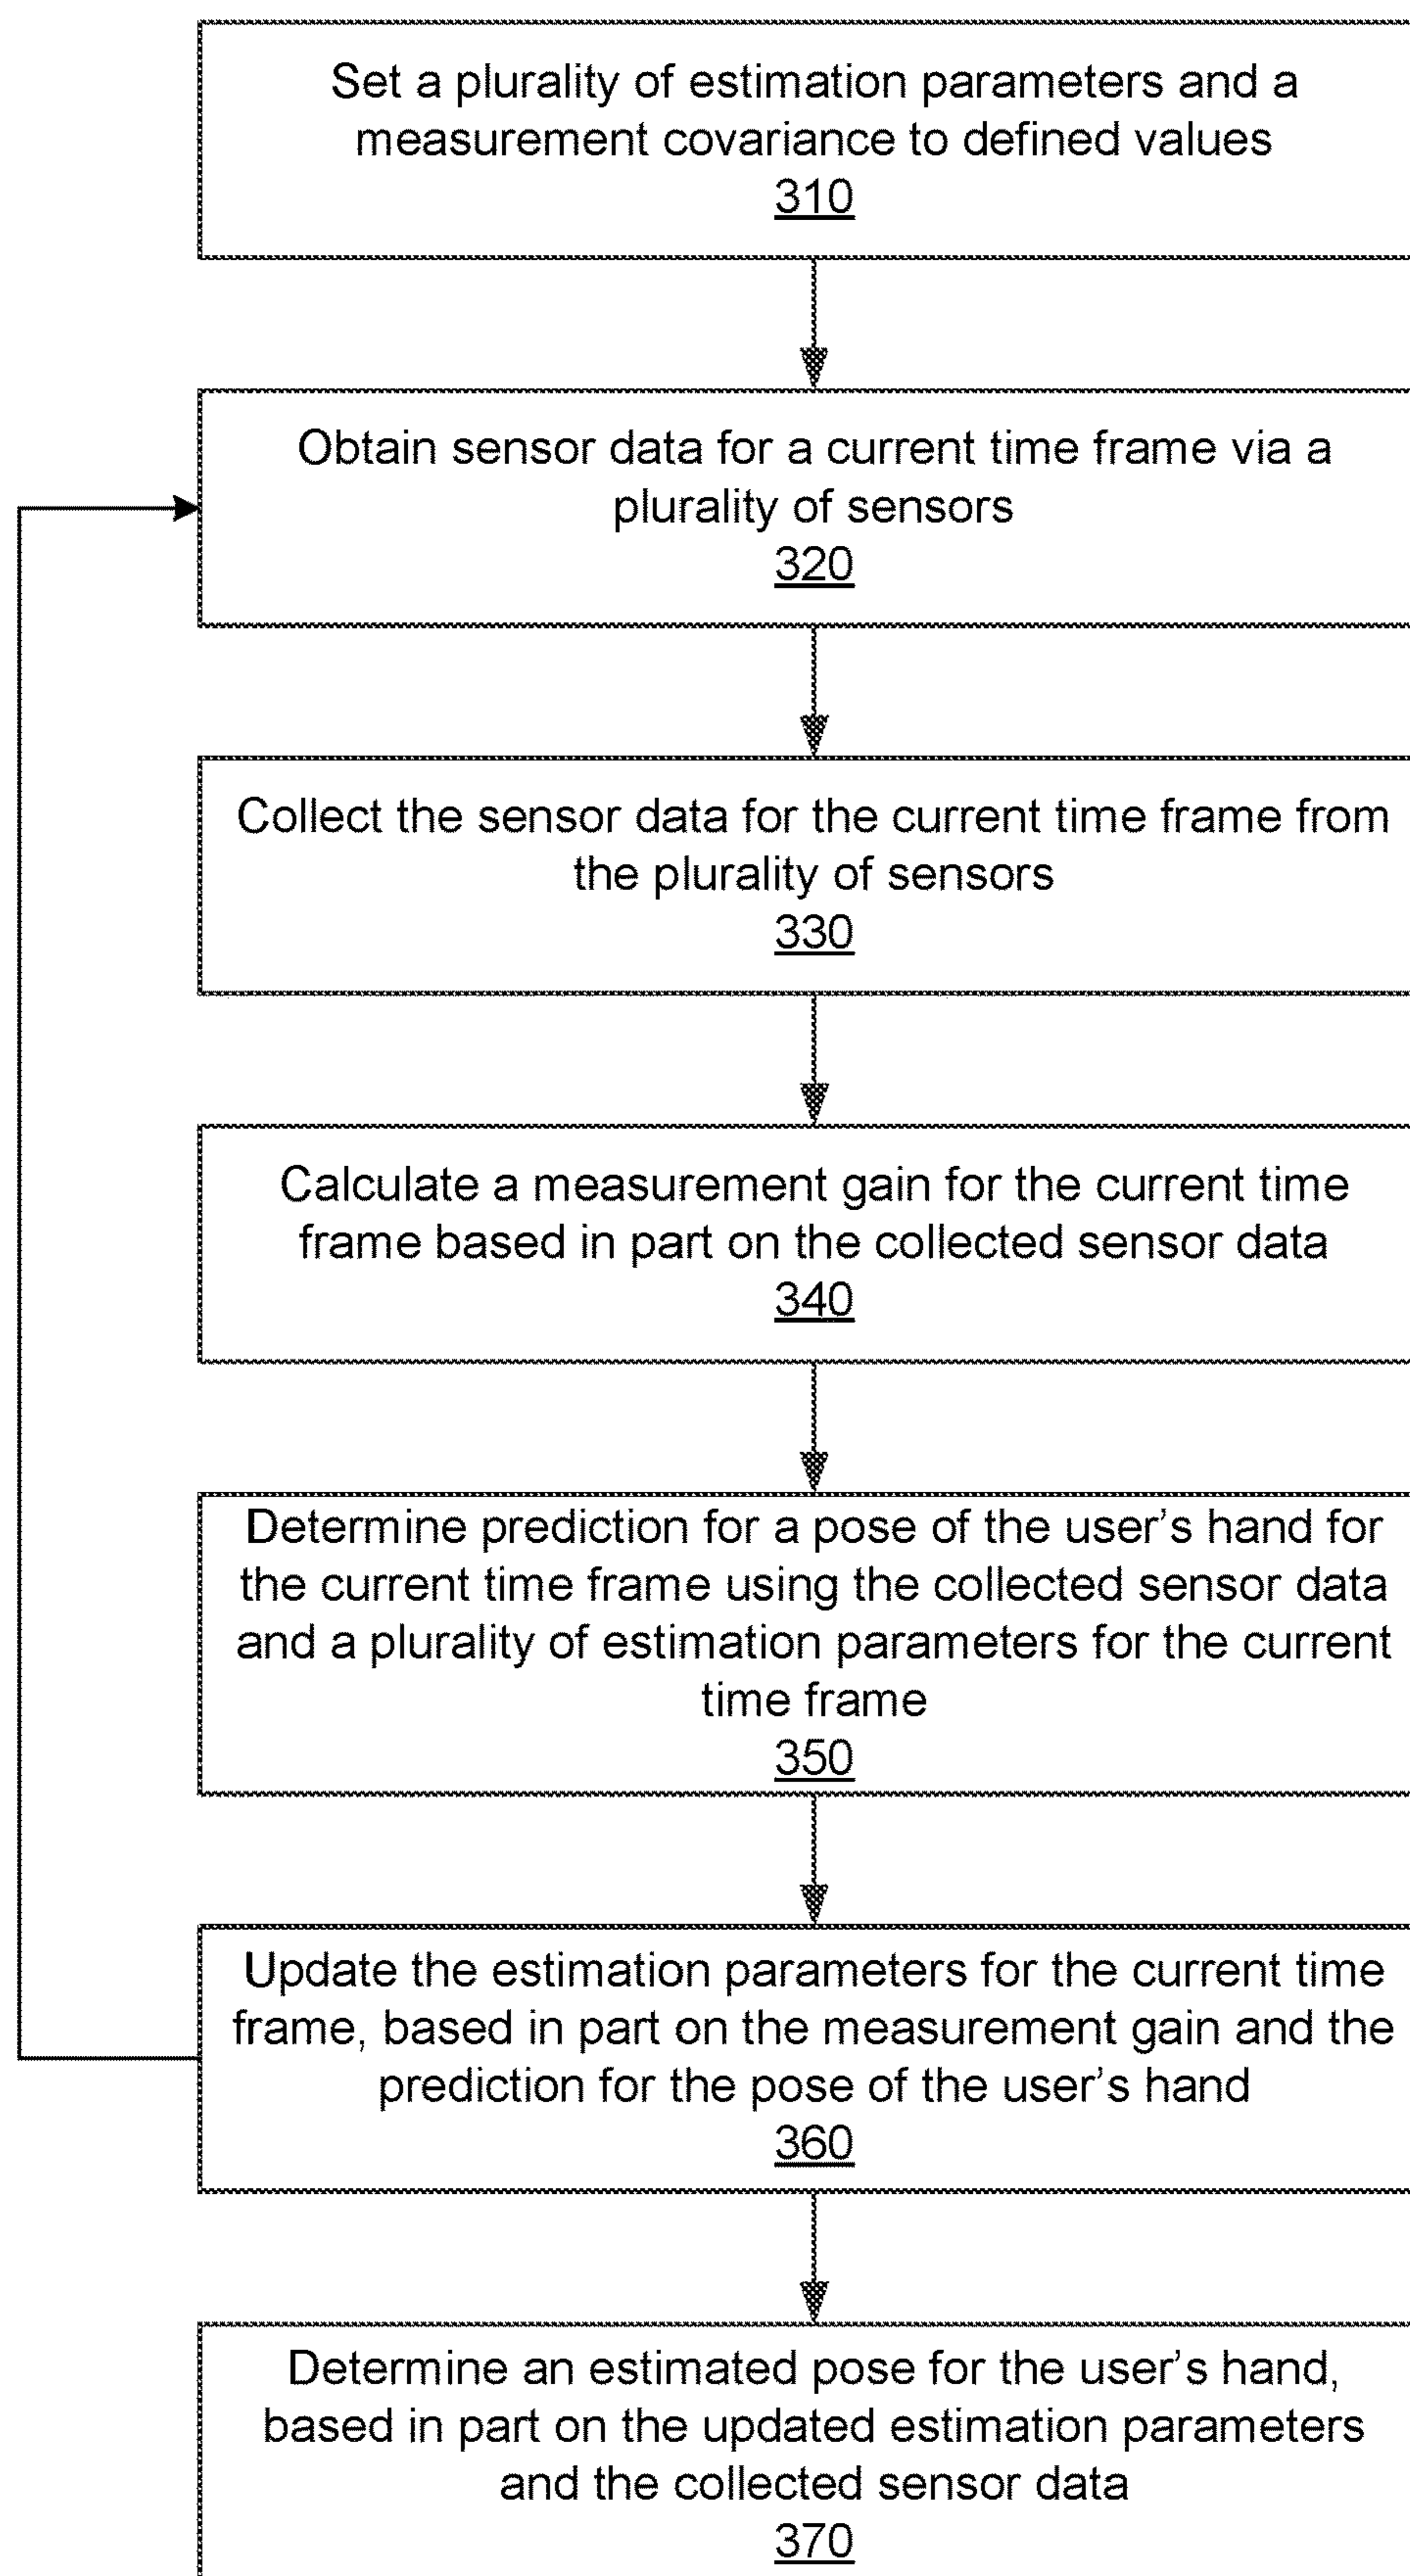 Set a plurality of estimation parameters and a
measurement covariance to defined values
310
Obtain sensor data for a current time frame via a
plurality of sensors
320
Collect the sensor data for the current time frame from
the plurality of sensors
330
Calculate a measurement gain for the current time
frame based in part on the collected sensor data
340
Determine prediction for a pose of the user's hand for
the current time frame using the collected sensor data
and a plurality of estimation parameters for the current
time frame
350
Update the estimation parameters for the current time
frame, based in part on the measurement gain and the
prediction for the pose of the user's hand
360
Determine an estimated pose for the user's hand,
based in part on the updated estimation parameters
and the collected sensor data
370